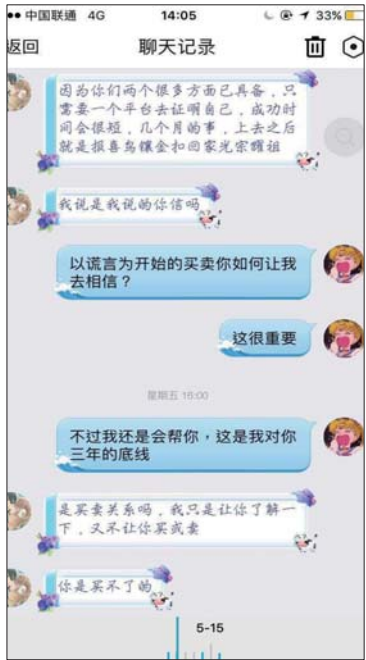 中国联通 4G 14:05 33%
返回 聊天记录
因为你们两个很多方面已具备,只
需要一个平台去证明自己,成功时
间会很短,几个月的事,上去之后
就是报喜鸟镶金扣回家光宗耀祖
我说是我说的你信吗
以谎言为开始的买卖你如何让我
去相信?
这很重要
星期五 16:00
不过我还是会帮你,这是我对你
三年的底线
是买卖关系吗,我只是让你了解一
下,又不让你买或卖
你是买不了的
5-15